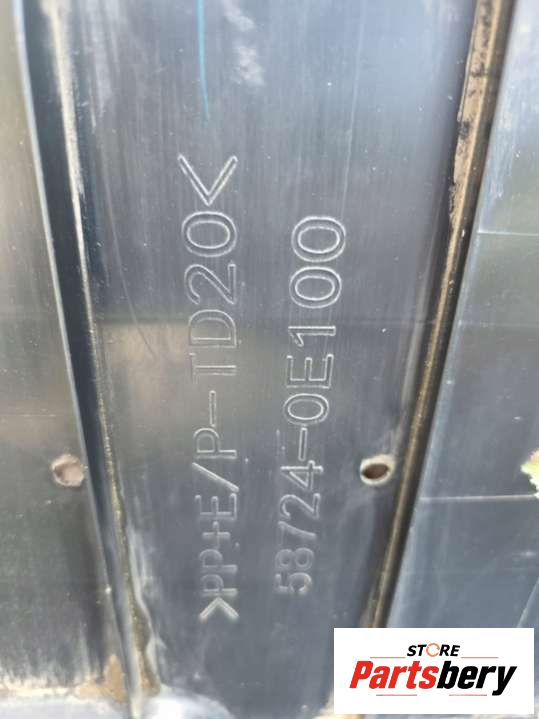 >PP+E/P-TD20<
58724-0E100
STORE
Partsbery